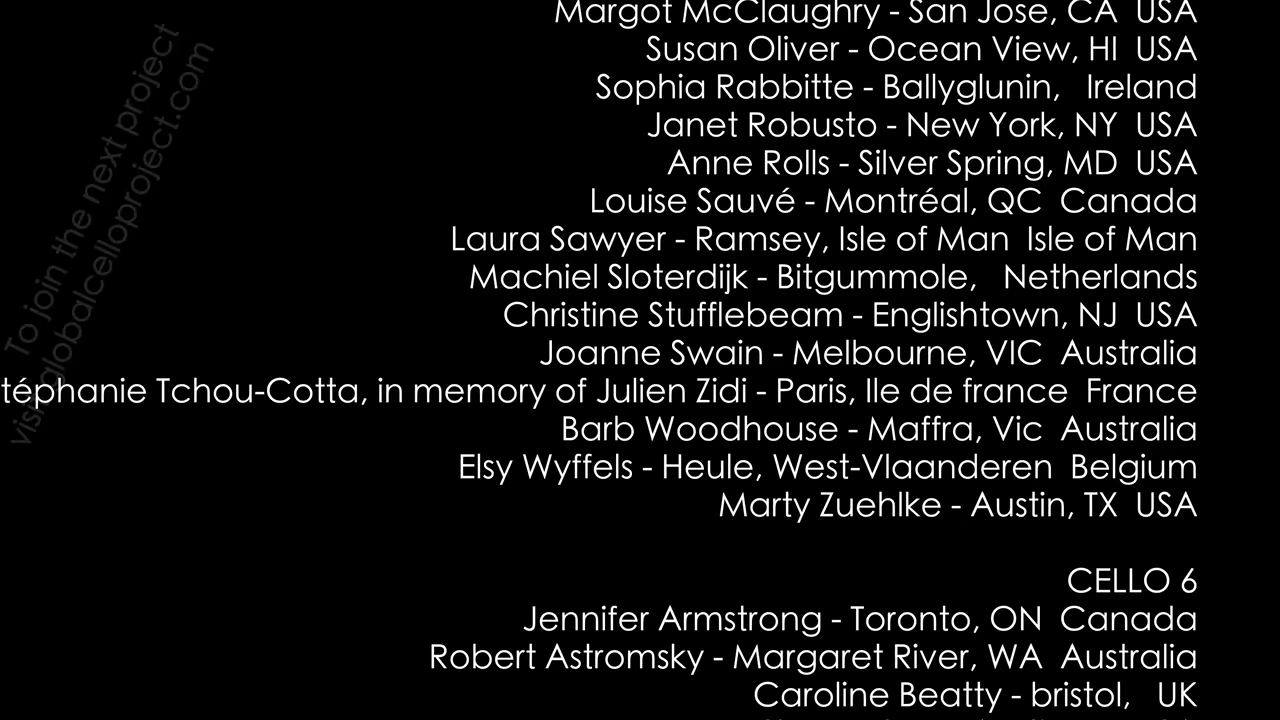 Margot McClaughry - San Jose, CA  USA
Susan Oliver - Ocean View, HI  USA
Sophia Rabbitte - Ballyglunin,   Ireland
Janet Robusto - New York, NY  USA
Anne Rolls - Silver Spring, MD  USA
Louise Sauvé - Montréal, QC  Canada
Laura Sawyer - Ramsey, Isle of Man  Isle of Man
Machiel Sloterdijk - Bitgummole,   Netherlands
Christine Stufflebeam - Englishtown, NJ  USA
Joanne Swain - Melbourne, VIC  Australia
téphanie Tchou-Cotta, in memory of Julien Zidi - Paris, Ile de france  France
Barb Woodhouse - Maffra, Vic  Australia
Elsy Wyffels - Heule, West-Vlaanderen  Belgium
Marty Zuehlke - Austin, TX  USA
CELLO 6
Jennifer Armstrong - Toronto, ON  Canada
Robert Astromsky - Margaret River, WA  Australia
Caroline Beatty - bristol,   UK
To join the next project
visit globalcelloproject.com